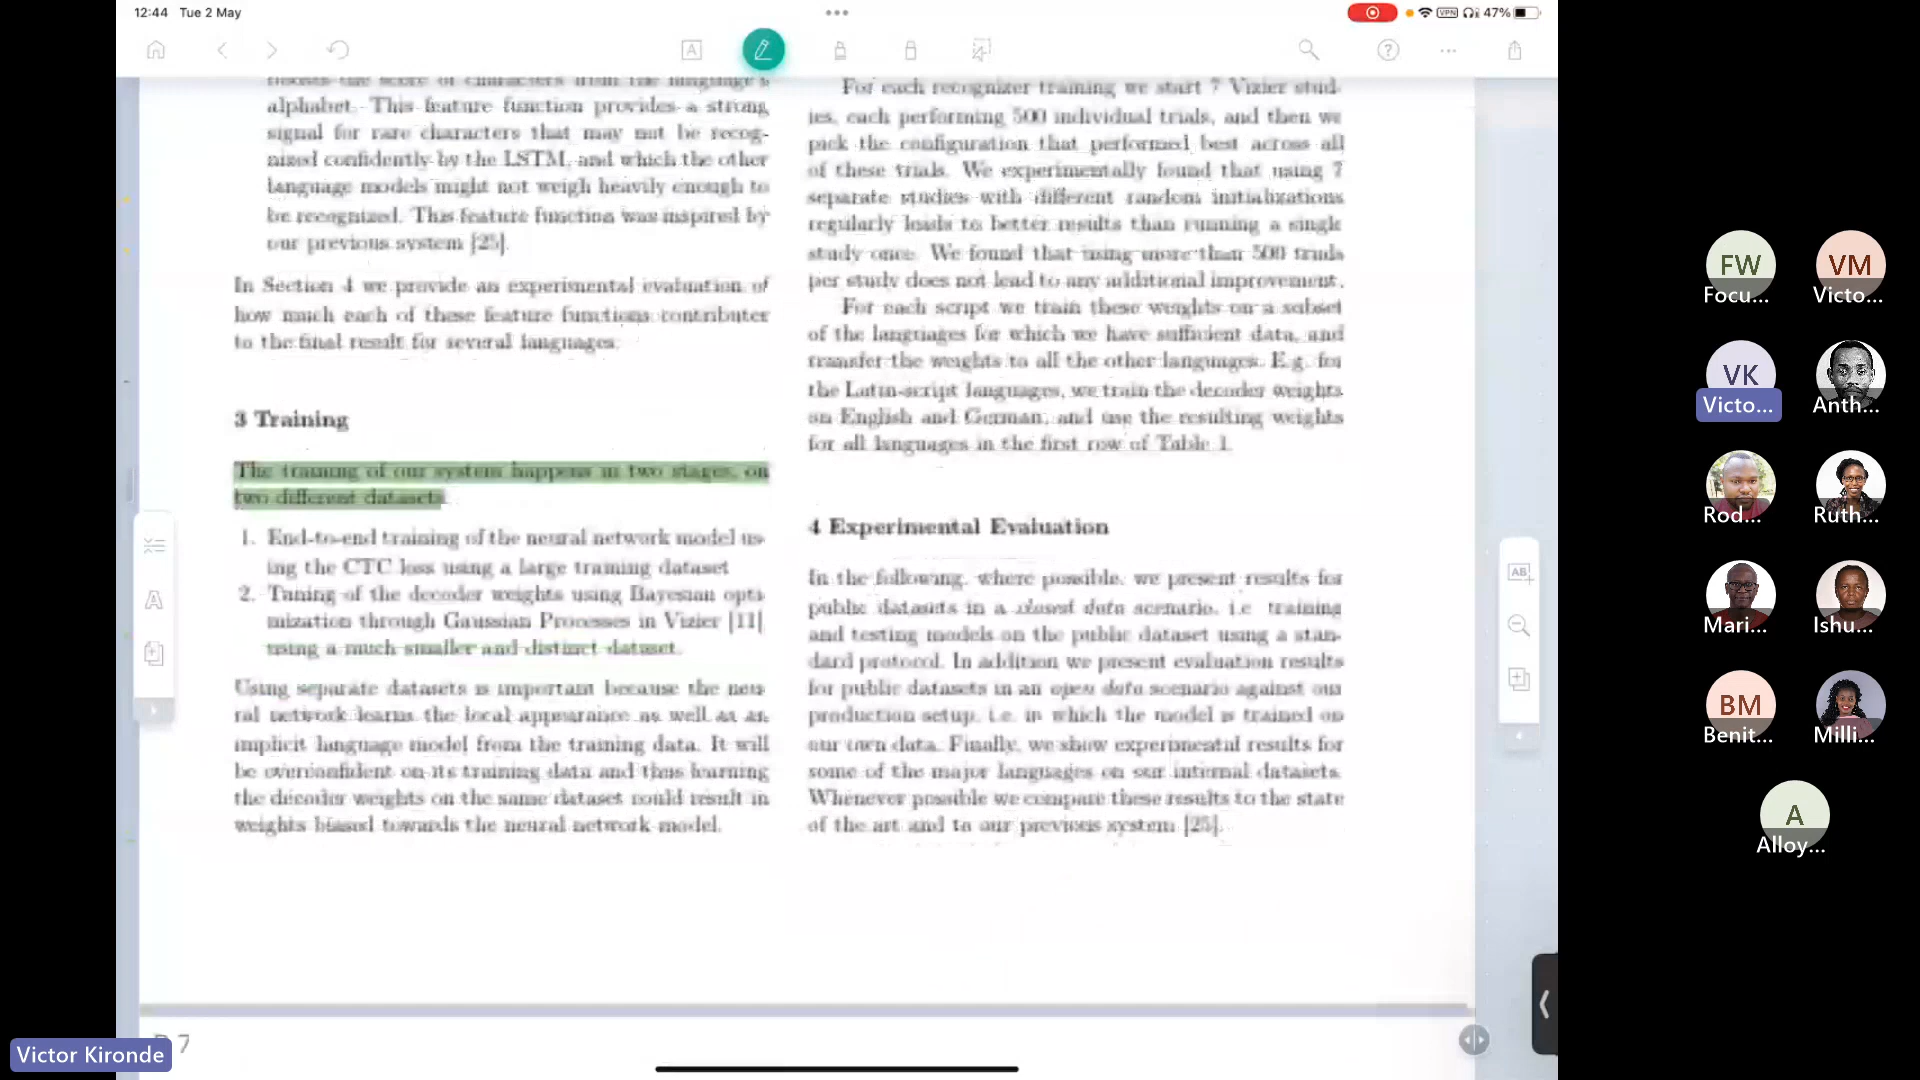 12:44 Tue 2 May
VPN 47%
alphabet. This feature function provides a strong
signal for rare characters that may not be recog-
nized confidently by the LSTM, and which the other
language models might not weigh heavily enough to
be recognized. This feature function was inspired by
our previous system [25].
In Section 4 we provide an experimental evaluation of
how much each of these feature functions contributes
to the final result for several languages.
3 Training
The training of our system happens in two stages, on
two different datasets
1. End-to-end training of the neural network model us-
ing the CTC loss using a large training dataset
2. Tuning of the decoder weights using Bayesian opti-
mization through Gaussian Processes in Vizier [11]
using a much smaller and distinct dataset.
Using separate datasets is important because the neu-
ral network learns the local appearance as well as an
implicit language model from the training data. It will
be overconfident on its training data and thus learning
the decoder weights on the same dataset could result in
weights biased towards the neural network model.
For each recognizer training we start 7 Vizier stud-
ies, each performing 500 individual trials, and then we
pick the configuration that performed best across all
of these trials. We experimentally found that using 7
separate studies with different random initializations
regularly leads to better results than running a single
study once. We found that using more than 500 trials
per study does not lead to any additional improvement.
For each script we train these weights on a subset
of the languages for which we have sufficient data, and
transfer the weights to all the other languages. E.g. for
the Latin-script languages, we train the decoder weights
on English and German, and use the resulting weights
for all languages in the first row of Table 1.
4 Experimental Evaluation
In the following, where possible, we present results for
public datasets in a closed data scenario, i.e. training
and testing models on the public dataset using a stan-
dard protocol. In addition we present evaluation results
for public datasets in an open data scenario against our
production setup, i.e. in which the model is trained on
our own data. Finally, we show experimental results for
some of the major languages on our internal datasets.
Whenever possible we compare these results to the state
of the art and to our previous system [25].
7
Victor Kironde
FW
Focu...
VM
Victo...
VK
Victo...
Anth...
Rod...
Ruth...
Mari...
Ishu...
BM
Benit...
Milli...
A
Alloy...